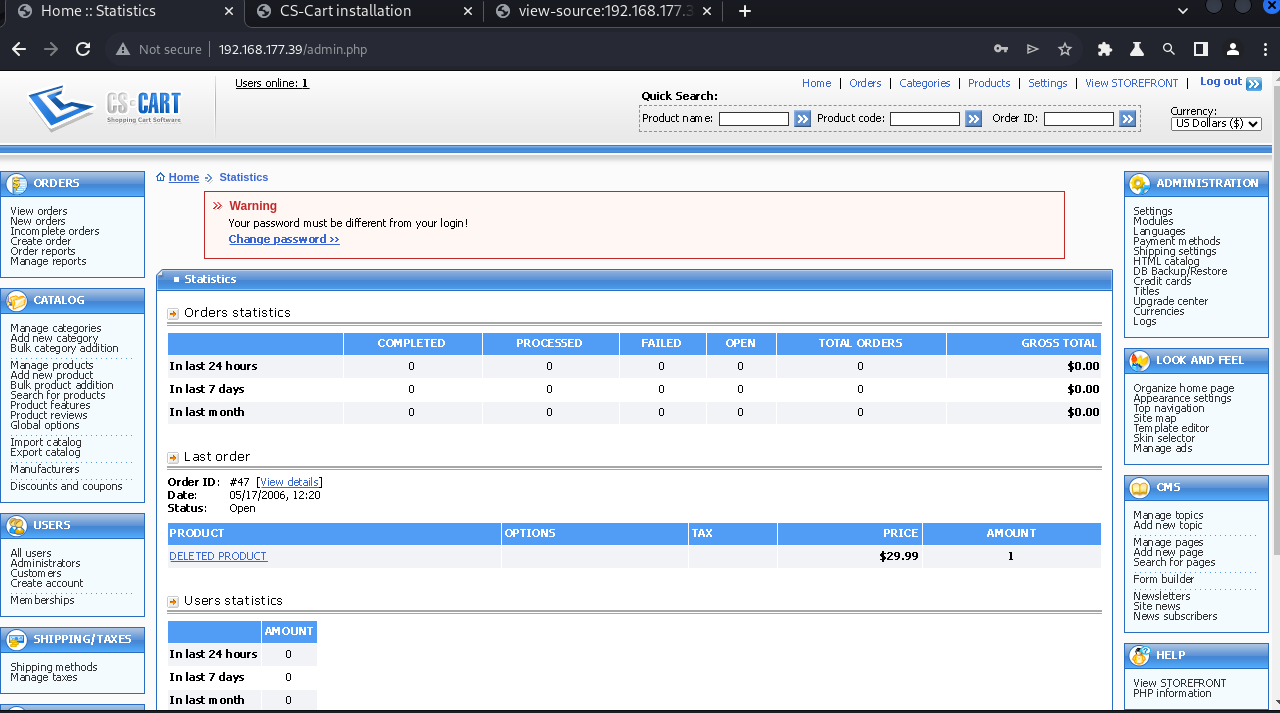 Home :: Statistics
CS-Cart installation
view-source:192.168.177.3
Not secure
192.168.177.39/admin.php
CS-CART
Shopping Cart Software
Users online: 1
Home | Orders | Categories | Products | Settings | View STOREFRONT | Log out
Quick Search:
Product name:
Product code:
Order ID:
Currency:
US Dollars ($)
ORDERS
View orders
New orders
Incomplete orders
Create order
Order reports
Manage reports
CATALOG
Manage categories
Add new category
Bulk category addition
Manage products
Add new product
Bulk product addition
Search for products
Product features
Product reviews
Global options
Import catalog
Export catalog
Manufacturers
Discounts and coupons
USERS
All users
Administrators
Customers
Create account
Memberships
SHIPPING/TAXES
Shipping methods
Manage taxes
Home Statistics
Warning
Your password must be different from your login!
Change password >>
Statistics
Orders statistics
COMPLETED PROCESSED FAILED OPEN TOTAL ORDERS GROSS TOTAL
In last 24 hours 0 0 0 0 0 $0.00
In last 7 days 0 0 0 0 0 $0.00
In last month 0 0 0 0 0 $0.00
Last order
Order ID: #47 [View details]
Date: 05/17/2006, 12:20
Status: Open
PRODUCT OPTIONS TAX PRICE AMOUNT
DELETED PRODUCT $29.99 1
Users statistics
AMOUNT
In last 24 hours 0
In last 7 days 0
In last month 0
ADMINISTRATION
Settings
Modules
Languages
Payment methods
Shipping settings
HTML catalog
DB Backup/Restore
Credit cards
Titles
Upgrade center
Currencies
Logs
LOOK AND FEEL
Organize home page
Appearance settings
Top navigation
Site map
Template editor
Skin selector
Manage ads
CMS
Manage topics
Add new topic
Manage pages
Add new page
Search for pages
Form builder
Newsletters
Site news
News subscribers
HELP
View STOREFRONT
PHP information